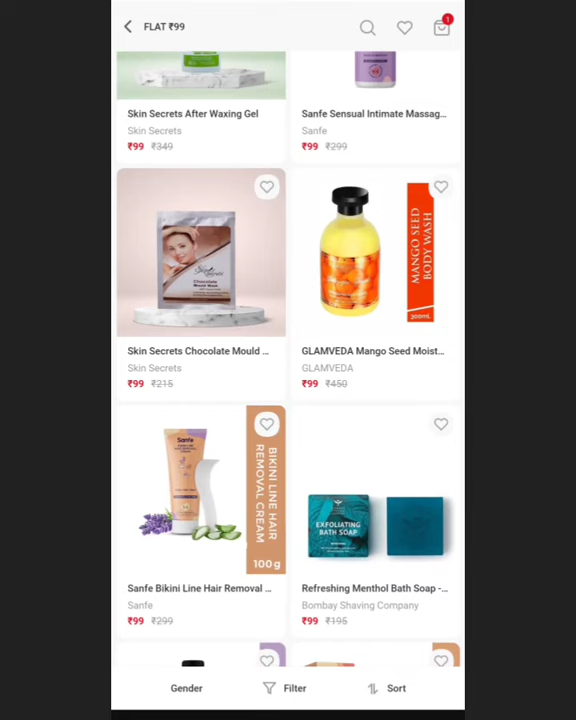 FLAT ₹99
1
Skin Secrets After Waxing Gel
Skin Secrets
₹99 ₹349
Sanfe Sensual Intimate Massag...
Sanfe
₹99 ₹299
Skin Secrets
Chocolate
MANGO SEED
BODY WASH
300mL
Skin Secrets Chocolate Mould ...
Skin Secrets
₹99 ₹215
GLAMVEDA Mango Seed Moist...
GLAMVEDA
₹99 ₹450
Sanfe
BIKINI LINE HAIR
REMOVAL CREAM
100g
EXFOLIATING
BATH SOAP
Sanfe Bikini Line Hair Removal ...
Sanfe
₹99 ₹299
Refreshing Menthol Bath Soap -...
Bombay Shaving Company
₹99 ₹195
Gender
Filter
Sort